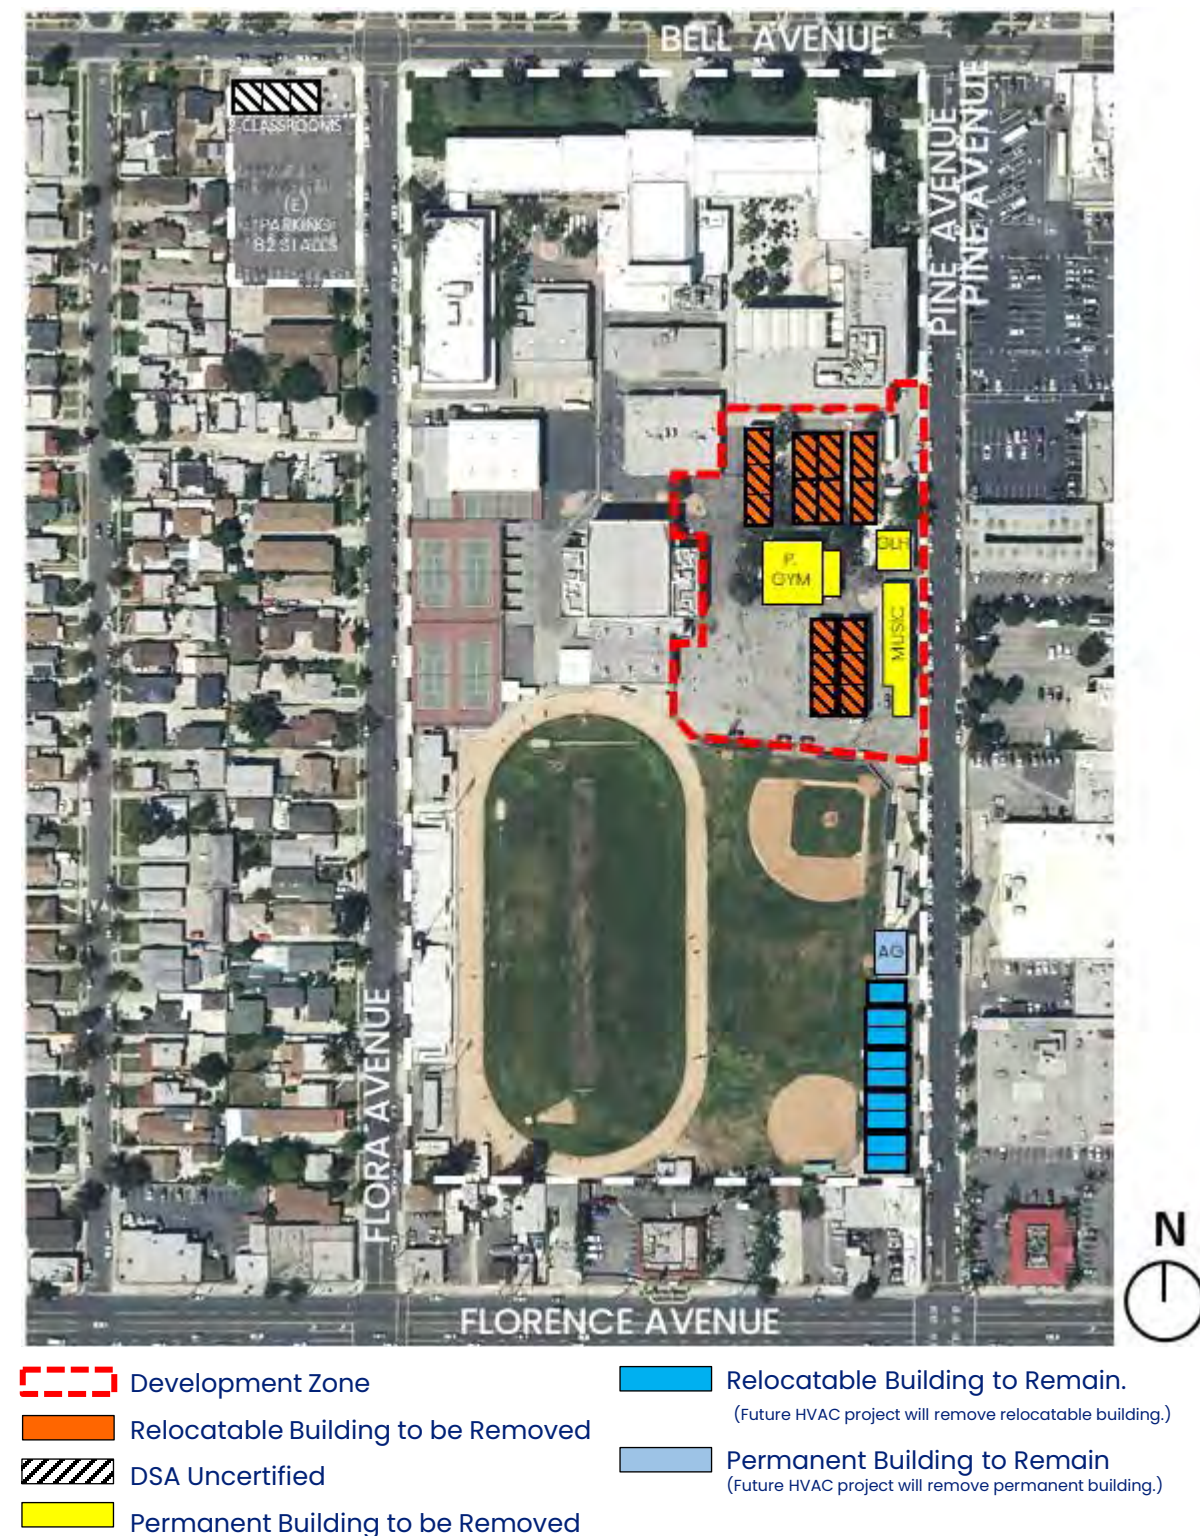 BELL AVENUE
2-CLASSROOMS
(E)
PARKING
82 STALLS
PINE AVENUE
PINE AVENUE
P.
GYM
MUSIC
AG
FLORA AVENUE
FLORENCE AVENUE
N
Development Zone
Relocatable Building to be Removed
DSA Uncertified
Permanent Building to be Removed
Relocatable Building to Remain.
(Future HVAC project will remove relocatable building.)
Permanent Building to Remain
(Future HVAC project will remove permanent building.)